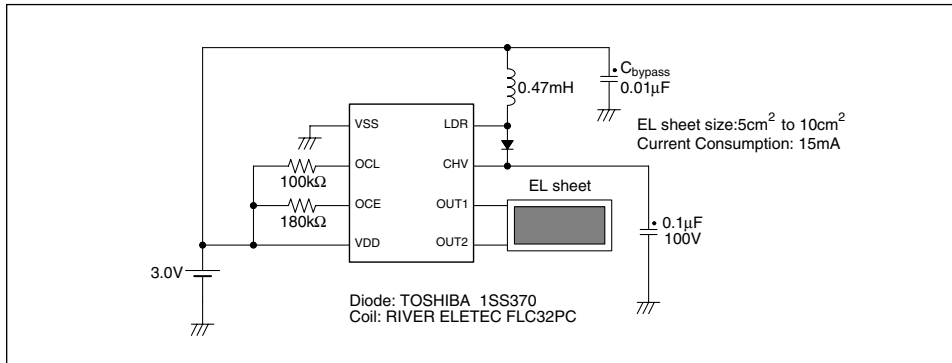 C_bypass
0.01µF
0.47mH
EL sheet size:5cm² to 10cm²
Current Consumption: 15mA
VSS
LDR
OCL
CHV
100kΩ
EL sheet
OCE
OUT1
180kΩ
0.1µF
100V
VDD
OUT2
3.0V
Diode: TOSHIBA 1SS370
Coil: RIVER ELETEC FLC32PC